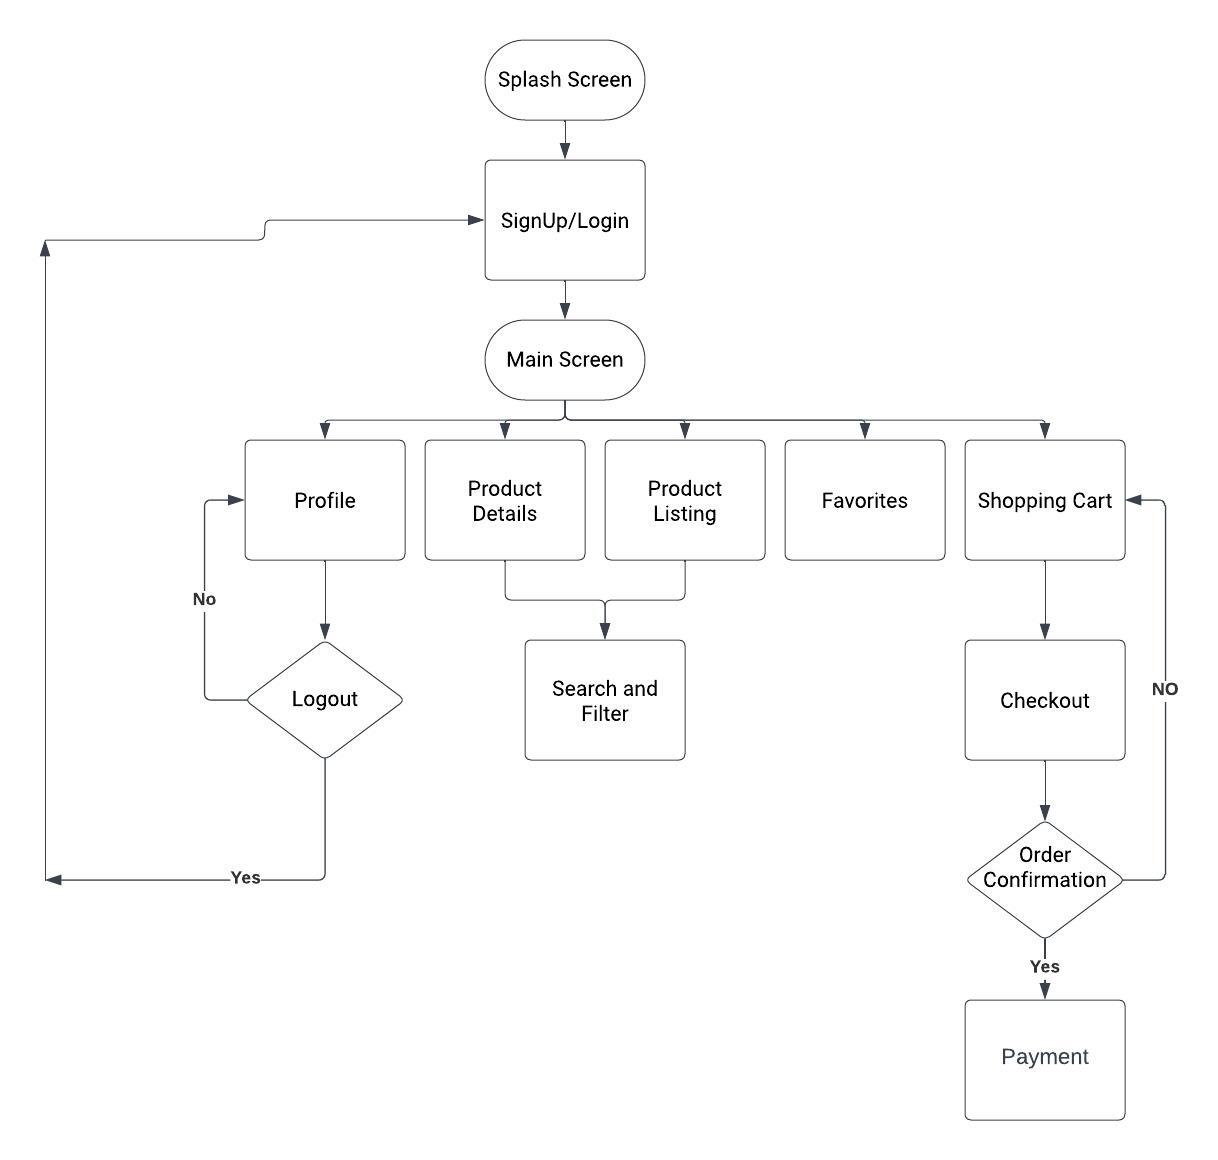 Splash Screen
SignUp/Login
Main Screen
Profile
Product
Details
Product
Listing
Favorites
Shopping Cart
No
Logout
Search and
Filter
Checkout
NO
Order
Confirmation
Yes
Yes
Payment